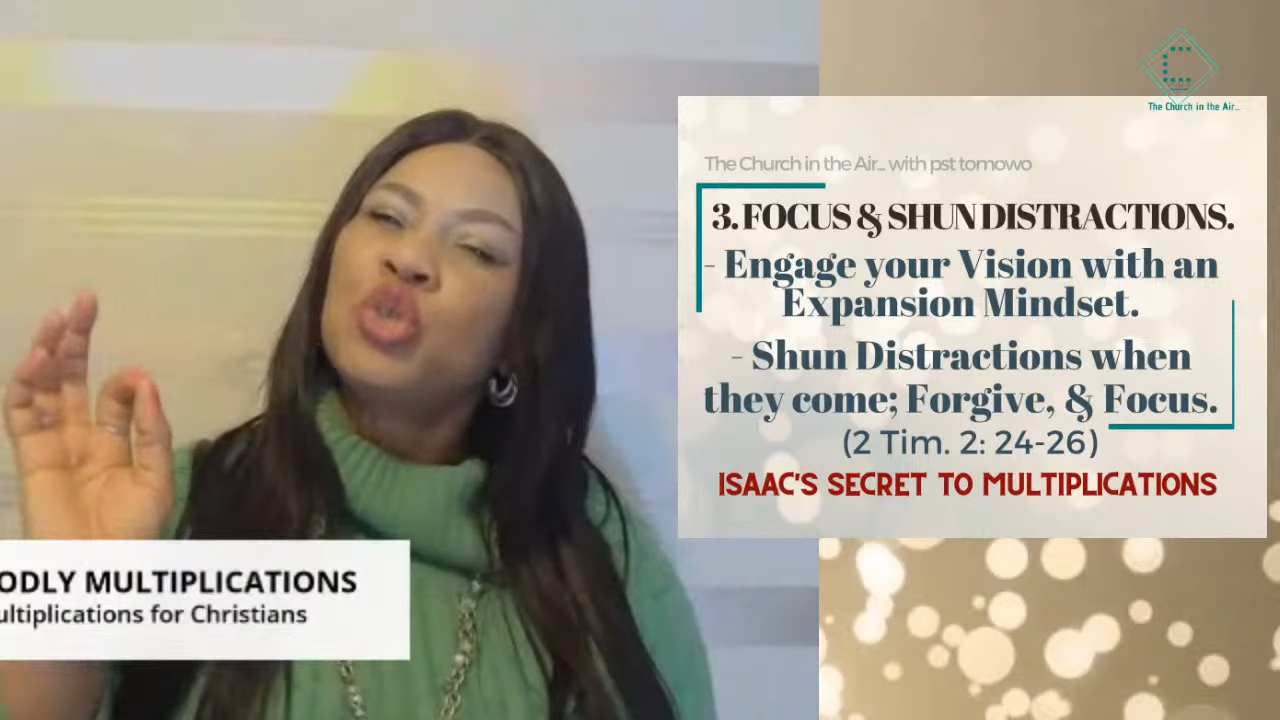 The Church in the Air...
The Church in the Air... with pst tomowo
3. FOCUS & SHUN DISTRACTIONS.
- Engage your Vision with an
Expansion Mindset.
- Shun Distractions when
they come; Forgive, & Focus.
(2 Tim. 2: 24-26)
ISAAC'S SECRET TO MULTIPLICATIONS
ODLY MULTIPLICATIONS
ultiplications for Christians